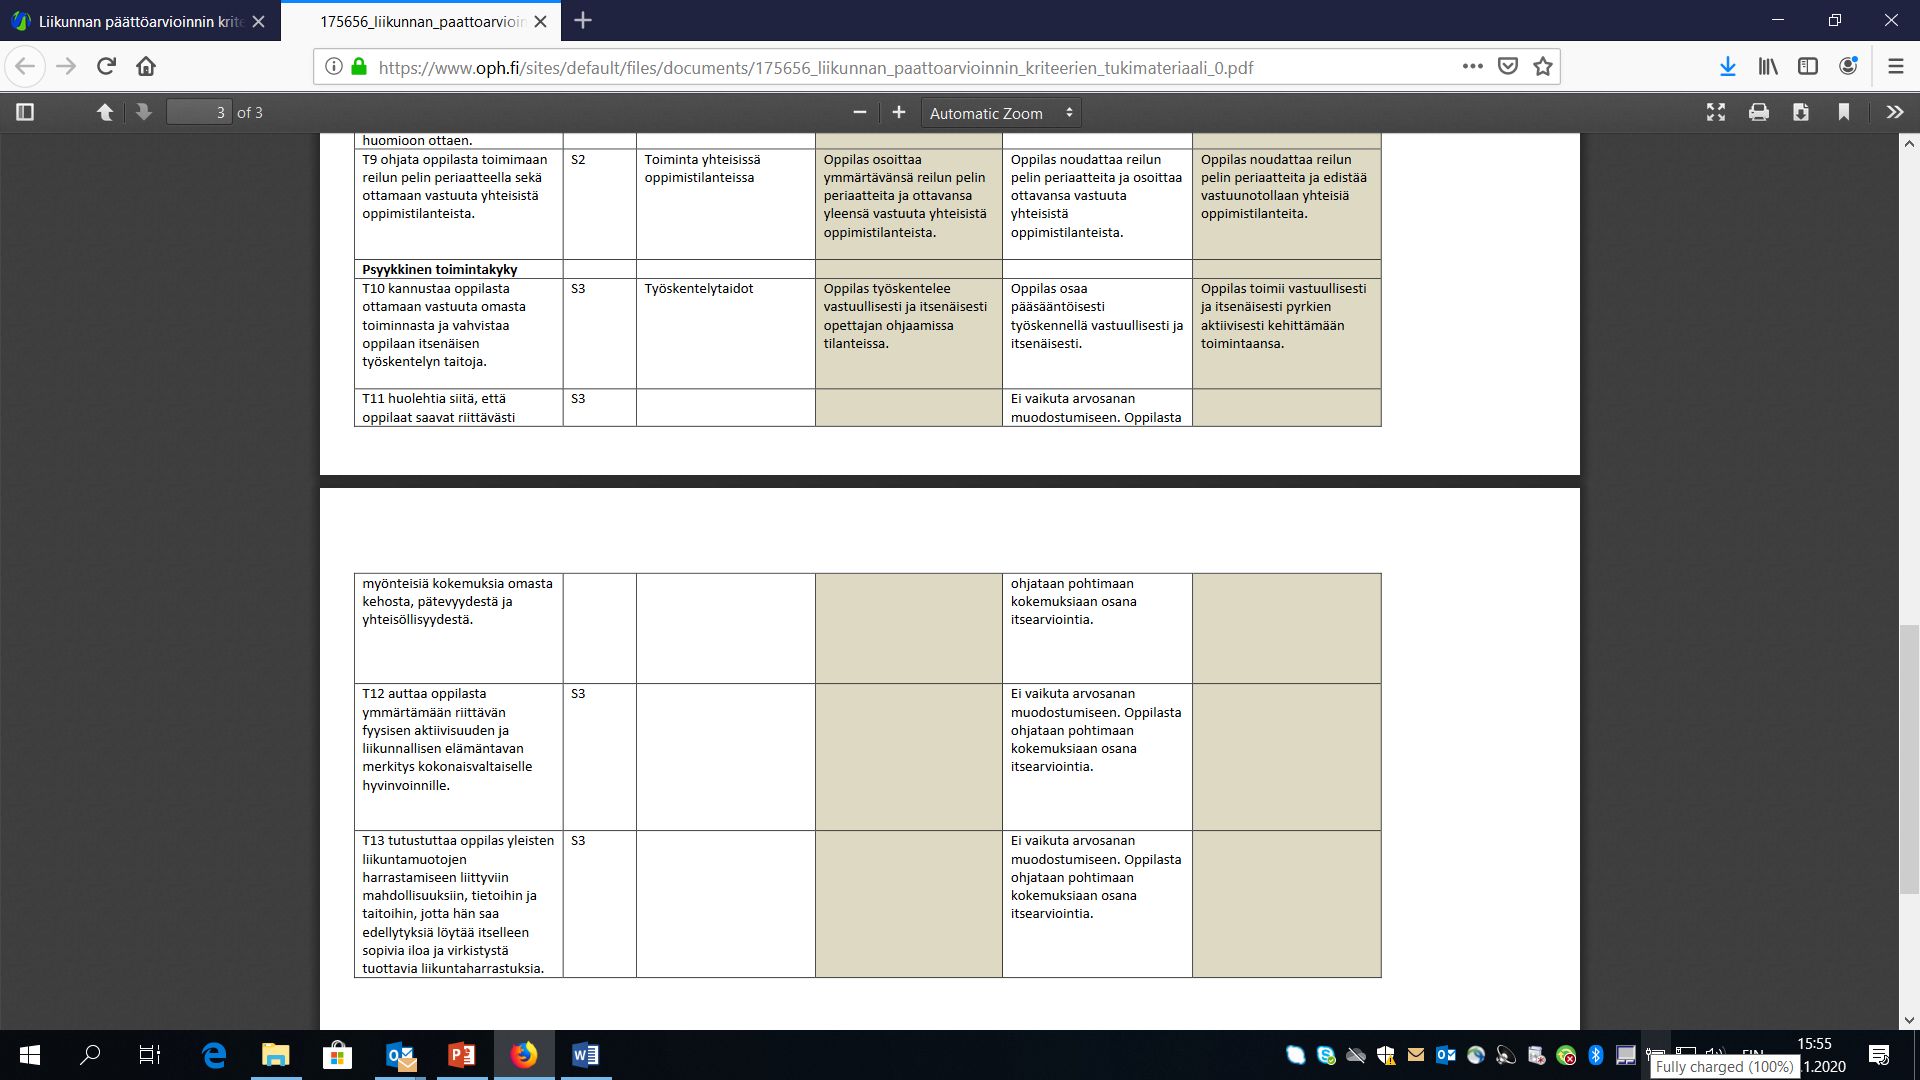 Liikunnan päättöarvioinnin krite
175656_liikunnan_paattoarvioin
https://www.oph.fi/sites/default/files/documents/175656_liikunnan_paattoarvioinnin_kriteerien_tukimateriaali_0.pdf
3 of 3
Automatic Zoom
huomioon ottaen.
T9 ohjata oppilasta toimimaan
reilun pelin periaatteella sekä
ottamaan vastuuta yhteisistä
oppimistilanteista.
S2
Toiminta yhteisissä
oppimistilanteissa
Oppilas osoittaa
ymmärtävänsä reilun pelin
periaatteita ja ottavansa
yleensä vastuuta yhteisistä
oppimistilanteista.
Oppilas noudattaa reilun
pelin periaatteita ja osoittaa
ottavansa vastuuta
yhteisistä
oppimistilanteista.
Oppilas noudattaa reilun
pelin periaatteita ja edistää
vastuunotollaan yhteisiä
oppimistilanteita.
Psyykkinen toimintakyky
T10 kannustaa oppilasta
ottamaan vastuuta omasta
toiminnasta ja vahvistaa
oppilaan itsenäisen
työskentelyn taitoja.
S3
Työskentelytaidot
Oppilas työskentelee
vastuullisesti ja itsenäisesti
opettajan ohjaamissa
tilanteissa.
Oppilas osaa
pääsääntöisesti
työskennellä vastuullisesti ja
itsenäisesti.
Oppilas toimii vastuullisesti
ja itsenäisesti pyrkien
aktiivisesti kehittämään
toimintaansa.
T11 huolehtia siitä, että
oppilaat saavat riittävästi
S3
Ei vaikuta arvosanan
muodostumiseen. Oppilasta
myönteisiä kokemuksia omasta
kehosta, pätevyydestä ja
yhteisöllisyydestä.
ohjataan pohtimaan
kokemuksiaan osana
itsearviointia.
T12 auttaa oppilasta
ymmärtämään riittävän
fyysisen aktiivisuuden ja
liikunnallisen elämäntavan
merkitys kokonaisvaltaiselle
hyvinvoinnille.
S3
Ei vaikuta arvosanan
muodostumiseen. Oppilasta
ohjataan pohtimaan
kokemuksiaan osana
itsearviointia.
T13 tutustuttaa oppilas yleisten
liikuntamuotojen
harrastamiseen liittyviin
mahdollisuuksiin, tietoihin ja
taitoihin, jotta hän saa
edellytyksiä löytää itselleen
sopivia iloa ja virkistystä
tuottavia liikuntaharrastuksia.
S3
Ei vaikuta arvosanan
muodostumiseen. Oppilasta
ohjataan pohtimaan
kokemuksiaan osana
itsearviointia.
15:55
.1.2020
Fully charged (100%)